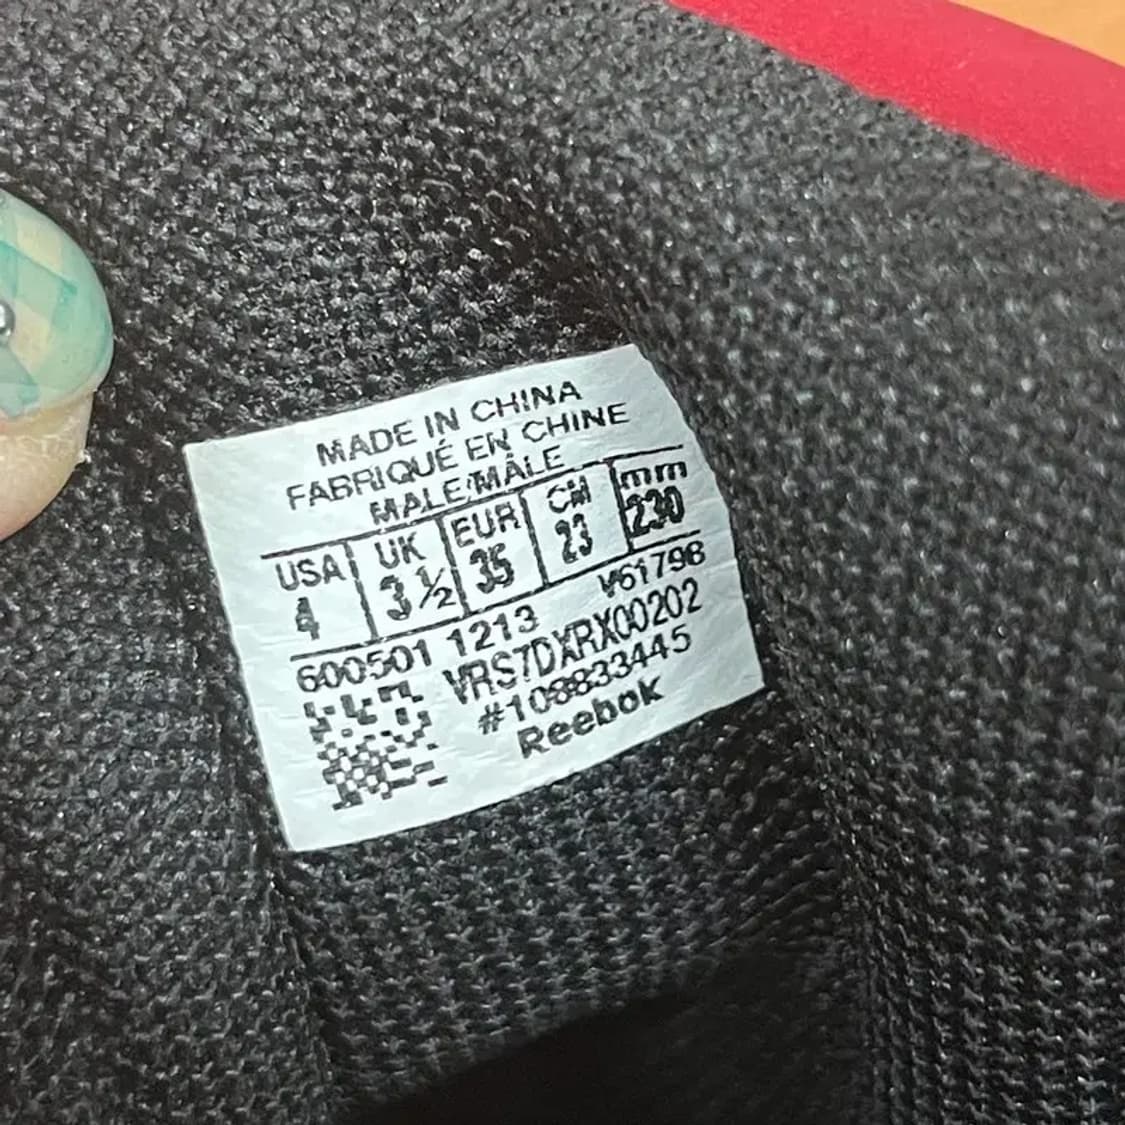 MADE IN CHINA
FABRIQUÉ EN CHINE
MALE/MÂLE
USA UK EUR CM mm
4 3 ½ 35 23 230
600501 1213 V61798
VRS7DXRX00202
#108833445
Reebok